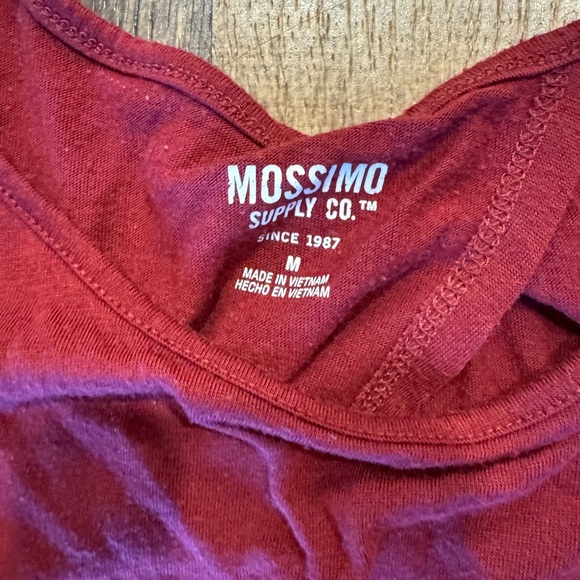 MOSSIMO
SUPPLY CO.™
SINCE 1987
M
MADE IN VIETNAM
HECHO EN VIETNAM